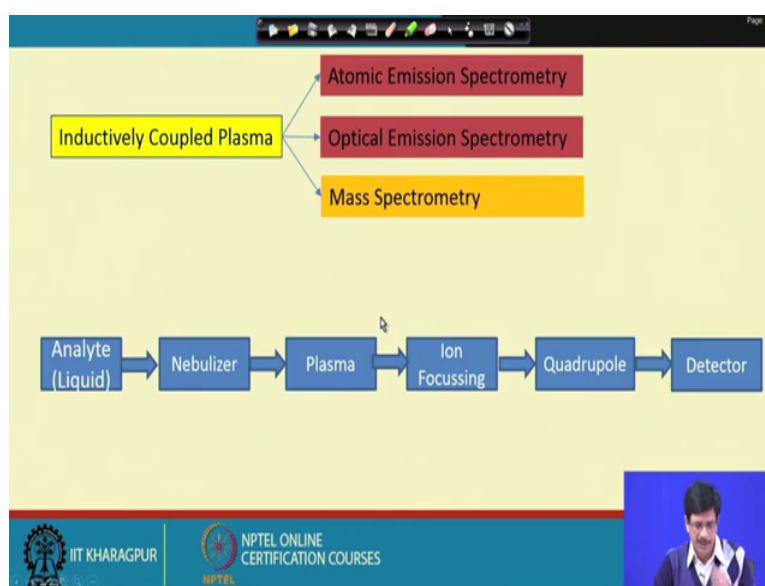 Page
Atomic Emission Spectrometry
Inductively Coupled Plasma
Optical Emission Spectrometry
Mass Spectrometry
Analyte
(Liquid)
Nebulizer
Plasma
Ion
Focussing
Quadrupole
Detector
IIT KHARAGPUR
NPTEL
NPTEL ONLINE
CERTIFICATION COURSES